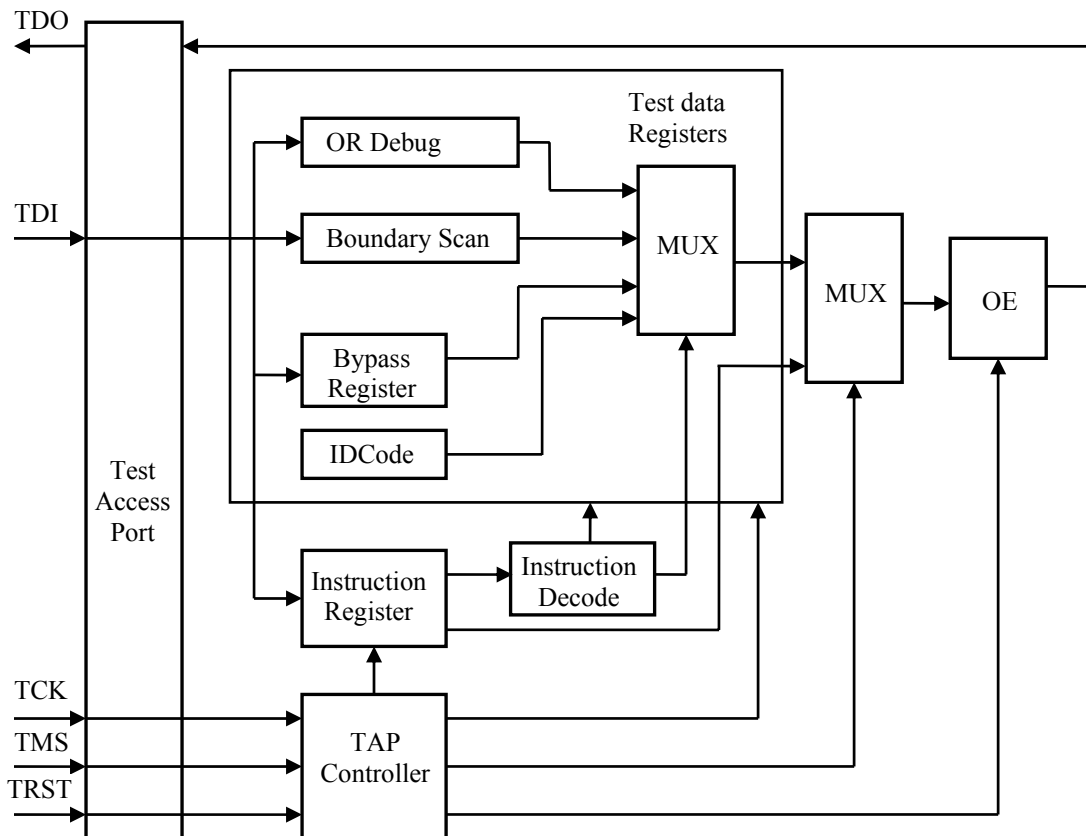 TDO
Test data
Registers
OR Debug
TDI
Boundary Scan
MUX
MUX
OE
Bypass
Register
IDCode
Test
Access
Port
Instruction
Register
Instruction
Decode
TCK
TMS
TRST
TAP
Controller